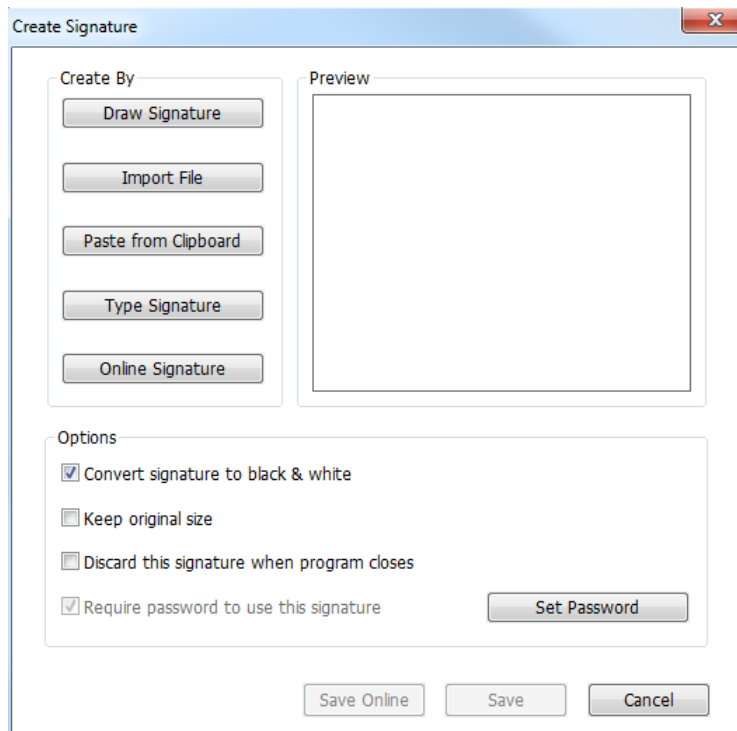 Create Signature
Create By
Draw Signature
Import File
Paste from Clipboard
Type Signature
Online Signature
Preview
Options
Convert signature to black & white
Keep original size
Discard this signature when program closes
Require password to use this signature
Set Password
Save Online
Save
Cancel